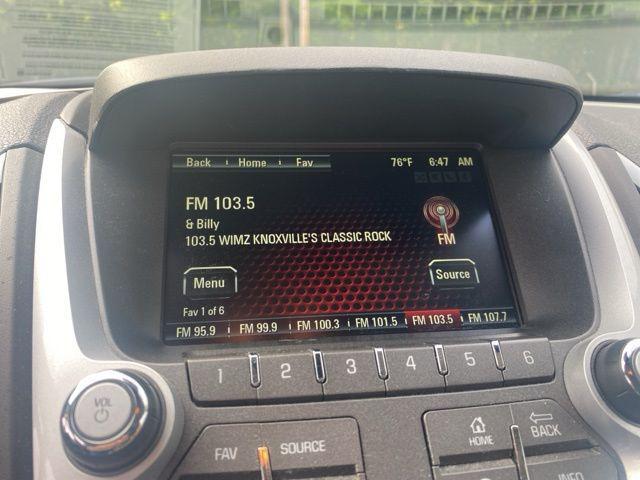 Back Home Fav 76°F 6:47 AM
FM 103.5
& Billy
103.5 WIMZ KNOXVILLE'S CLASSIC ROCK
FM
Menu Source
Fav 1 of 6
FM 95.9 FM 99.9 FM 100.3 FM 101.5 FM 103.5 FM 107.7
1 2 3 4 5 6
VOL
FAV SOURCE HOME BACK
INFO